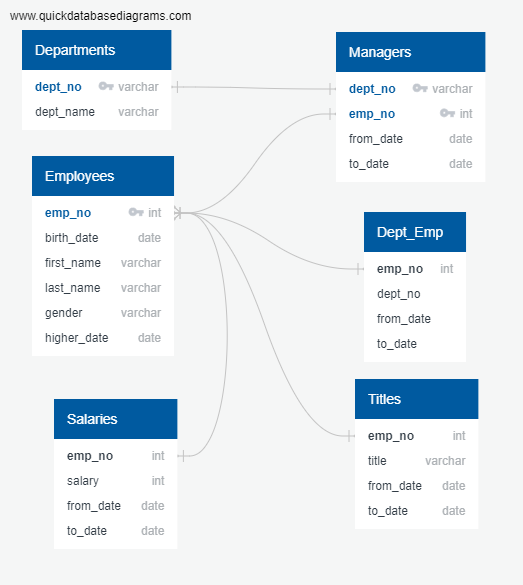 www.quickdatabasediagrams.com
Departments
dept_no varchar
dept_name varchar
Managers
dept_no varchar
emp_no int
from_date date
to_date date
Employees
emp_no int
birth_date date
first_name varchar
last_name varchar
gender varchar
higher_date date
Dept_Emp
emp_no int
dept_no
from_date
to_date
Salaries
emp_no int
salary int
from_date date
to_date date
Titles
emp_no int
title varchar
from_date date
to_date date